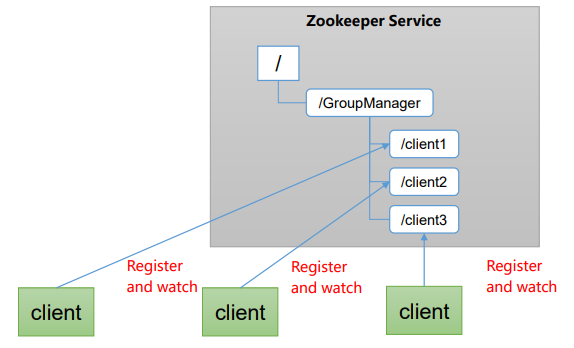 Zookeeper Service
/
/GroupManager
/client1
/client2
/client3
Register
and watch
Register
and watch
Register
and watch
client
client
client